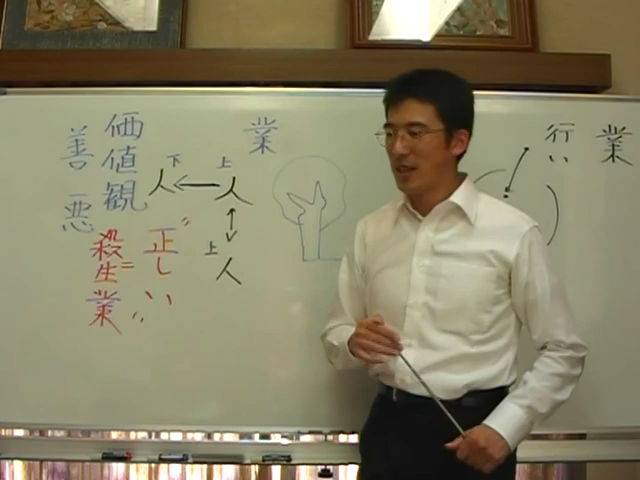 業
行い
業
上
人
上
人
下
人
"正しい"
価値観
殺生業
善 悪